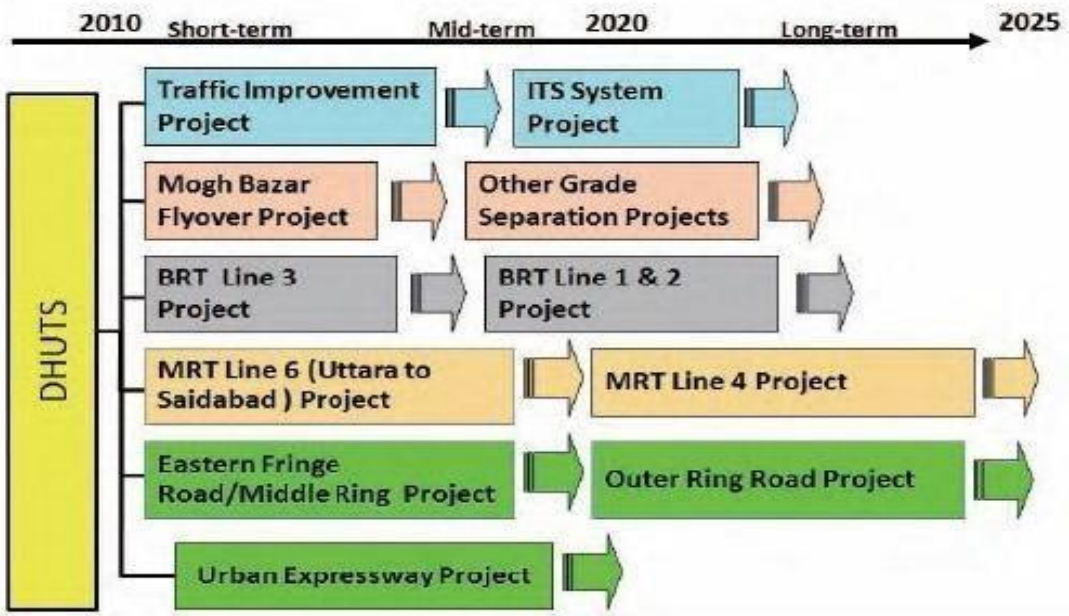 2010 Short-term Mid-term 2020 Long-term 2025
DHUTS
Traffic Improvement
Project
ITS System
Project
Mogh Bazar
Flyover Project
Other Grade
Separation Projects
BRT Line 3
Project
BRT Line 1 & 2
Project
MRT Line 6 (Uttara to
Saidabad ) Project
MRT Line 4 Project
Eastern Fringe
Road/Middle Ring Project
Outer Ring Road Project
Urban Expressway Project